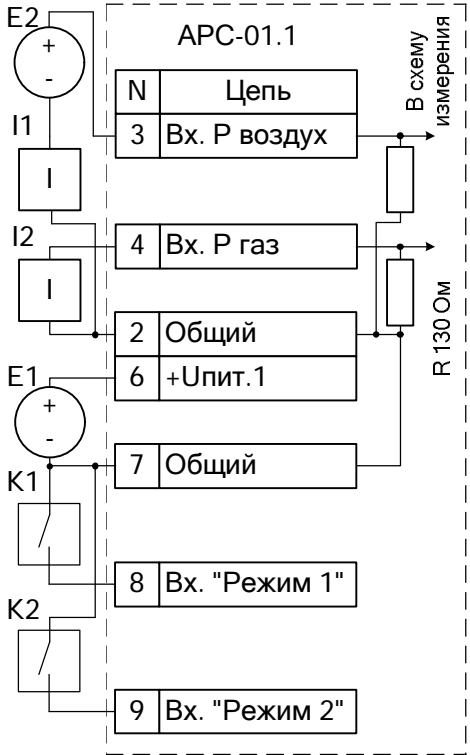 E2
APC-01.1
В схему
измерения
+
-
N Цепь
I1
3 Вх. Р воздух
I
I2
4 Вх. Р газ
I
R 130 Ом
2 Общий
E1
6 +Uпит.1
+
-
7 Общий
K1
8 Вх. "Режим 1"
K2
9 Вх. "Режим 2"